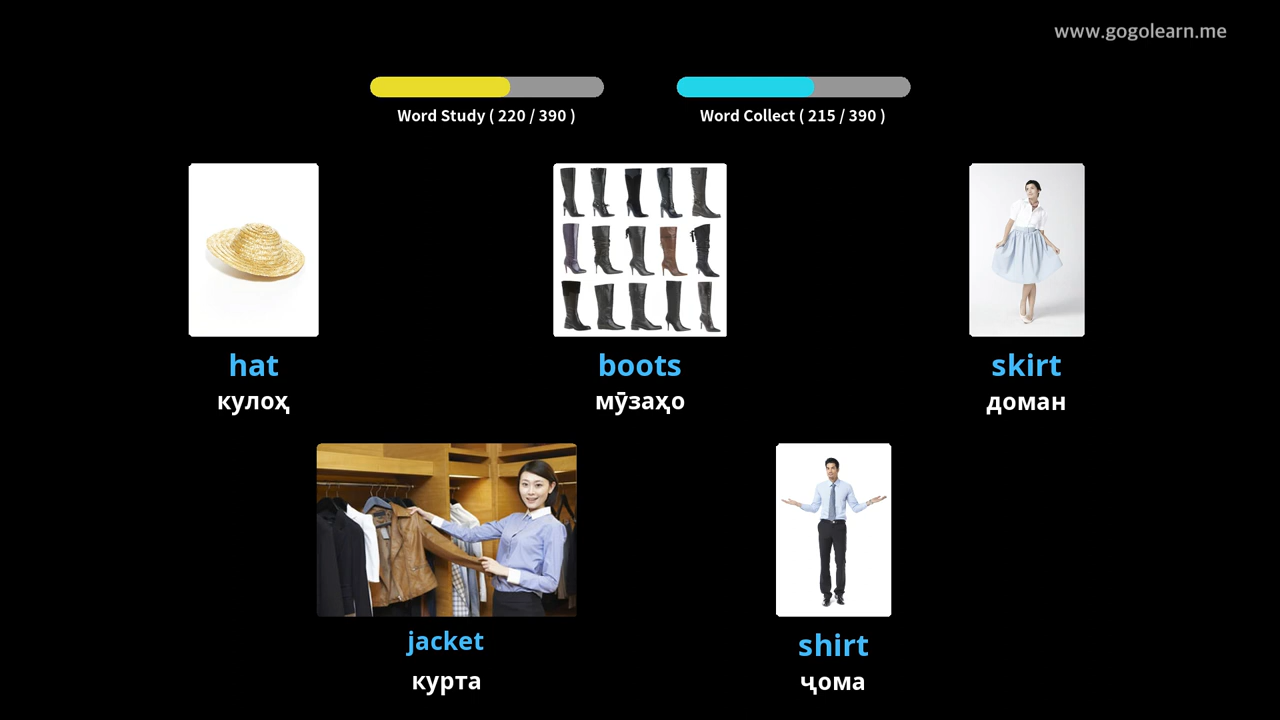 www.gogolearn.me
Word Study ( 220 / 390 )
Word Collect ( 215 / 390 )
hat
кулоҳ
boots
мӯзаҳо
skirt
доман
jacket
курта
shirt
ҷома